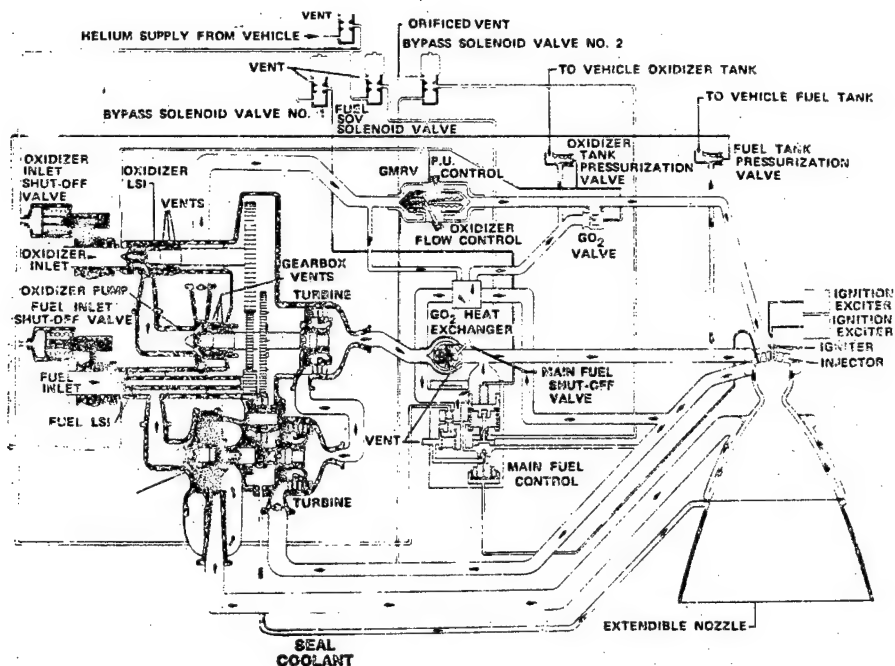 VENT
HELIUM SUPPLY FROM VEHICLE
ORIFICED VENT
BYPASS SOLENOID VALVE NO. 2
VENT
TO VEHICLE OXIDIZER TANK
TO VEHICLE FUEL TANK
BYPASS SOLENOID VALVE NO.
FUEL
SOV
SOLENOID VALVE
OXIDIZER
INLET
SHUT-OFF
VALVE
OXIDIZER
LSI
VENTS
GMRV
P.U.
CONTROL
OXIDIZER
TANK
PRESSURIZATION
VALVE
FUEL TANK
PRESSURIZATION
VALVE
OXIDIZER
FLOW CONTROL
GO2
VALVE
OXIDIZER
INLET
GEARBOX
VENTS
OXIDIZER PUMP
FUEL INLET
SHUT-OFF VALVE
TURBINE
GO2 HEAT
EXCHANGER
IGNITION
EXCITER
IGNITION
EXCITER
IGNITER
INJECTOR
FUEL
INLET
MAIN FUEL
SHUT-OFF
VALVE
FUEL LSI
VENT
MAIN FUEL
CONTROL
TURBINE
EXTENDIBLE NOZZLE
SEAL
COOLANT